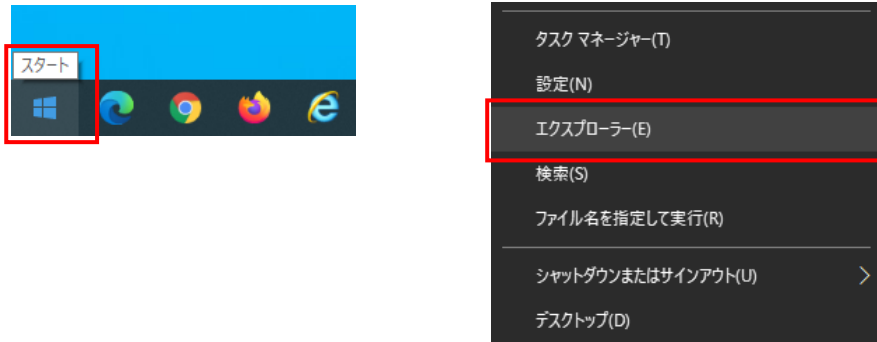 スタート
タスク マネージャー(T)
設定(N)
エクスプローラー(E)
検索(S)
ファイル名を指定して実行(R)
シャットダウンまたはサインアウト(U)
デスクトップ(D)